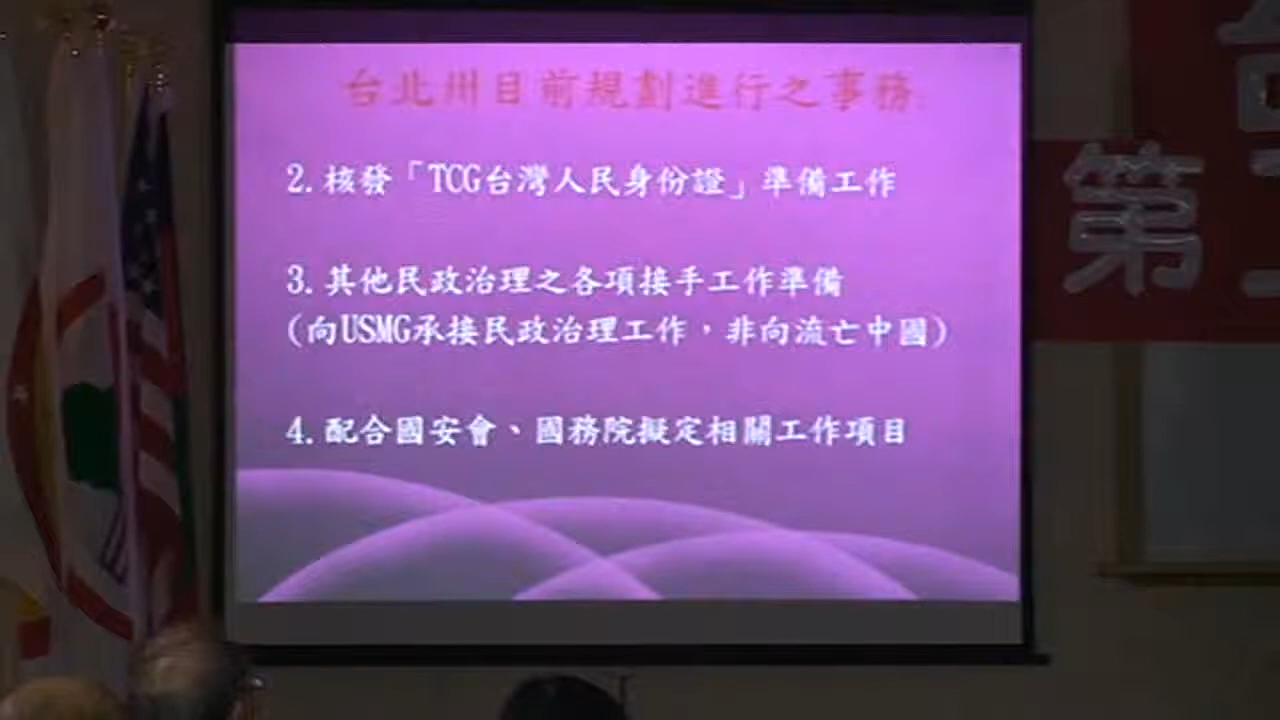 台北州目前規劃進行之事務:
2. 核發「TCG台灣人民身份證」準備工作
3. 其他民政治理之各項接手工作準備
(向USMG承接民政治理工作，非向流亡中國)
4. 配合國安會、國務院擬定相關工作項目
第